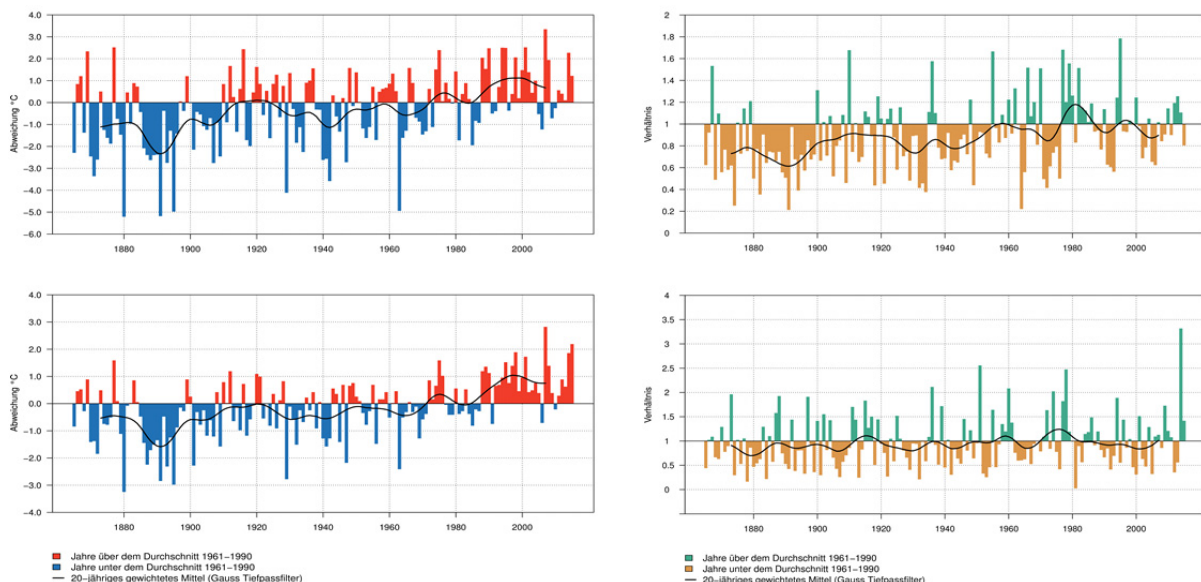 4.0
3.0
2.0
1.0
0.0
−1.0
−2.0
−3.0
−4.0
−5.0
−6.0
Abweichung °C
1880 1900 1920 1940 1960 1980 2000
2
1.8
1.6
1.4
1.2
1
0.8
0.6
0.4
0.2
0
Verhältnis
1880 1900 1920 1940 1960 1980 2000
4.0
3.0
2.0
1.0
0.0
−1.0
−2.0
−3.0
−4.0
Abweichung °C
1880 1900 1920 1940 1960 1980 2000
Jahre über dem Durchschnitt 1961−1990
Jahre unter dem Durchschnitt 1961−1990
20−jähriges gewichtetes Mittel (Gauss Tiefpassfilter)
4
3.5
3
2.5
2
1.5
1
0.5
0
Verhältnis
1880 1900 1920 1940 1960 1980 2000
Jahre über dem Durchschnitt 1961−1990
Jahre unter dem Durchschnitt 1961−1990
20−jähriges gewichtetes Mittel (Gauss Tiefpassfilter)